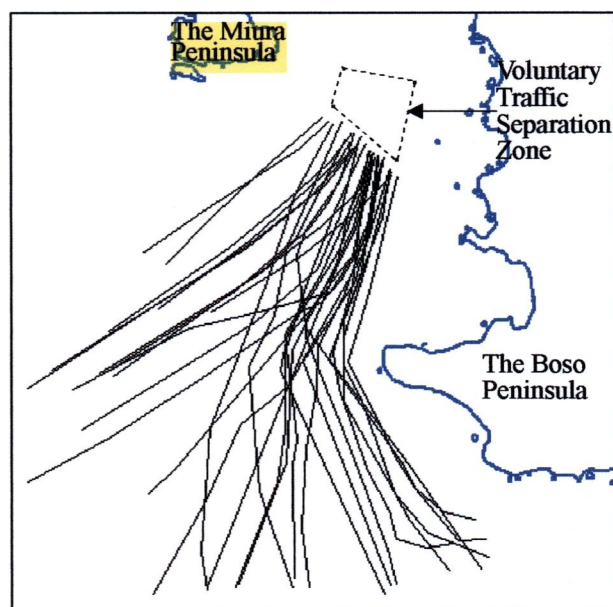 The Miura
Peninsula
Voluntary
Traffic
Separation
Zone
The Boso
Peninsula